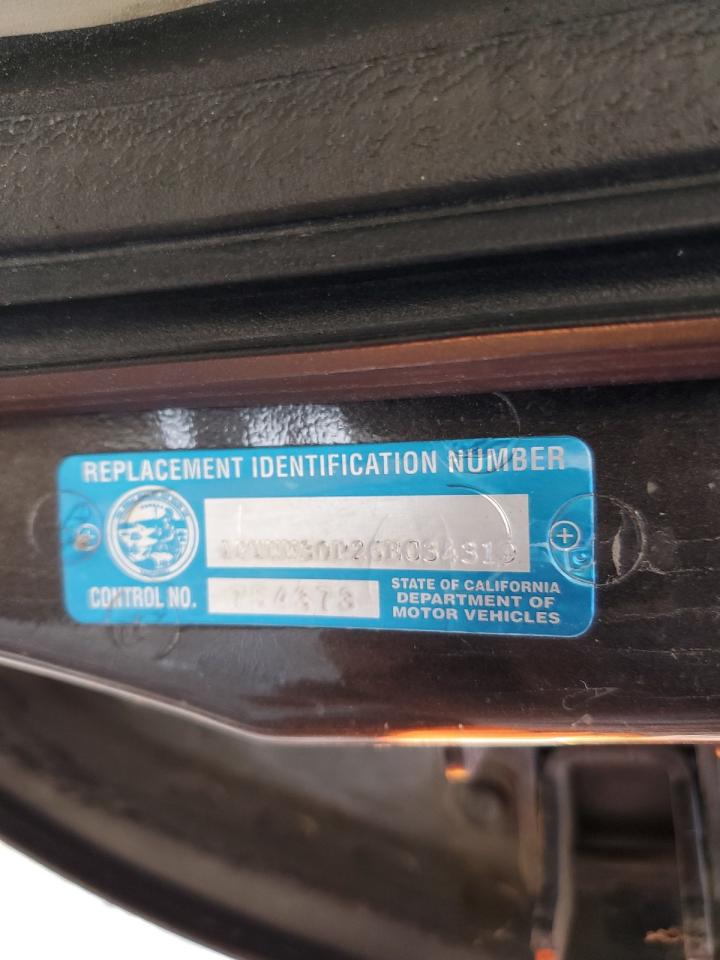 REPLACEMENT IDENTIFICATION NUMBER
CONTROL NO.
STATE OF CALIFORNIA
DEPARTMENT OF
MOTOR VEHICLES